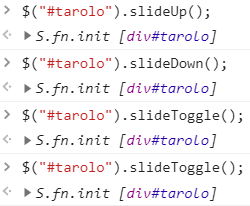 > $("#tarolo").slideUp();
S.fn.init [div#tarolo]
> $("#tarolo").slideDown();
S.fn.init [div#tarolo]
> $("#tarolo").slideToggle();
S.fn.init [div#tarolo]
> $("#tarolo").slideToggle();
S.fn.init [div#tarolo]